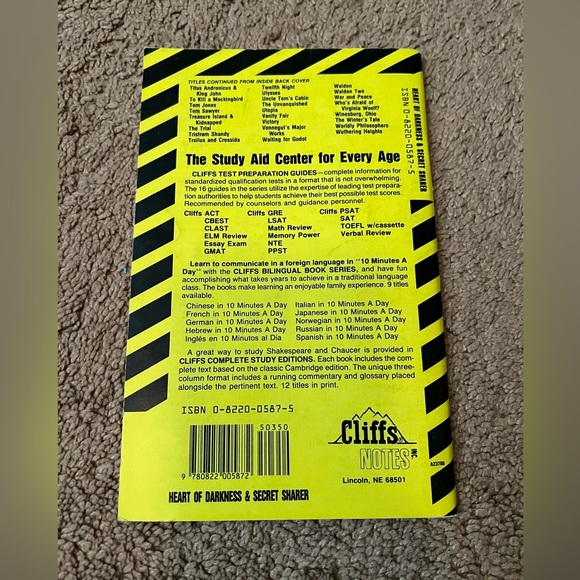 TITLES CONTINUED FROM INSIDE BACK COVER
Titus Andronicus &
King John
To Kill a Mockingbird
Tom Jones
Tom Sawyer
Treasure Island &
Kidnapped
The Trial
Tristram Shandy
Troilus and Cressida
Twelfth Night
Ulysses
Uncle Tom's Cabin
The Unvanquished
Utopia
Vanity Fair
Victory
Vonnegut's Major
Works
Waiting for Godot
Walden
Walden Two
War and Peace
Who's Afraid of
Virginia Woolf?
Winesburg, Ohio
The Winter's Tale
Worldly Philosophers
Wuthering Heights
The Study Aid Center for Every Age
CLIFFS TEST PREPARATION GUIDES—complete information for
standardized qualification tests in a format that is not overwhelming.
The 16 guides in the series utilize the expertise of leading test prepar-
ation authorities to help students achieve their best possible test scores.
Recommended by counselors and guidance personnel.
Cliffs ACT
CBEST
CLAST
ELM Review
Essay Exam
GMAT
Cliffs GRE
LSAT
Math Review
Memory Power
NTE
PPST
Cliffs PSAT
SAT
TOEFL w/cassette
Verbal Review
Learn to communicate in a foreign language in "10 Minutes A
Day" with the CLIFFS BILINGUAL BOOK SERIES, and have fun
accomplishing what takes years to achieve in a traditional language
class. The books make learning an enjoyable family experience. 9 titles
available.
Chinese in 10 Minutes A Day
French in 10 Minutes A Day
German in 10 Minutes A Day
Hebrew in 10 Minutes A Day
Inglés en 10 Minutos al Día
Italian in 10 Minutes A Day
Japanese in 10 Minutes A Day
Norwegian in 10 Minutes A Day
Russian in 10 Minutes A Day
Spanish in 10 Minutes A Day
A great way to study Shakespeare and Chaucer is provided in
CLIFFS COMPLETE STUDY EDITIONS. Each book includes the com-
plete text based on the classic Cambridge edition. The unique three-
column format includes a running commentary and glossary placed
alongside the pertinent text. 12 titles in print.
ISBN 0-8220-0587-5
50350
9 780822 005872
HEART OF DARKNESS & SECRET SHARER
Cliffs®
NOTES INC.
Lincoln, NE 68501
HEART OF DARKNESS & SECRET SHARER
ISBN 0-8220-0587-5